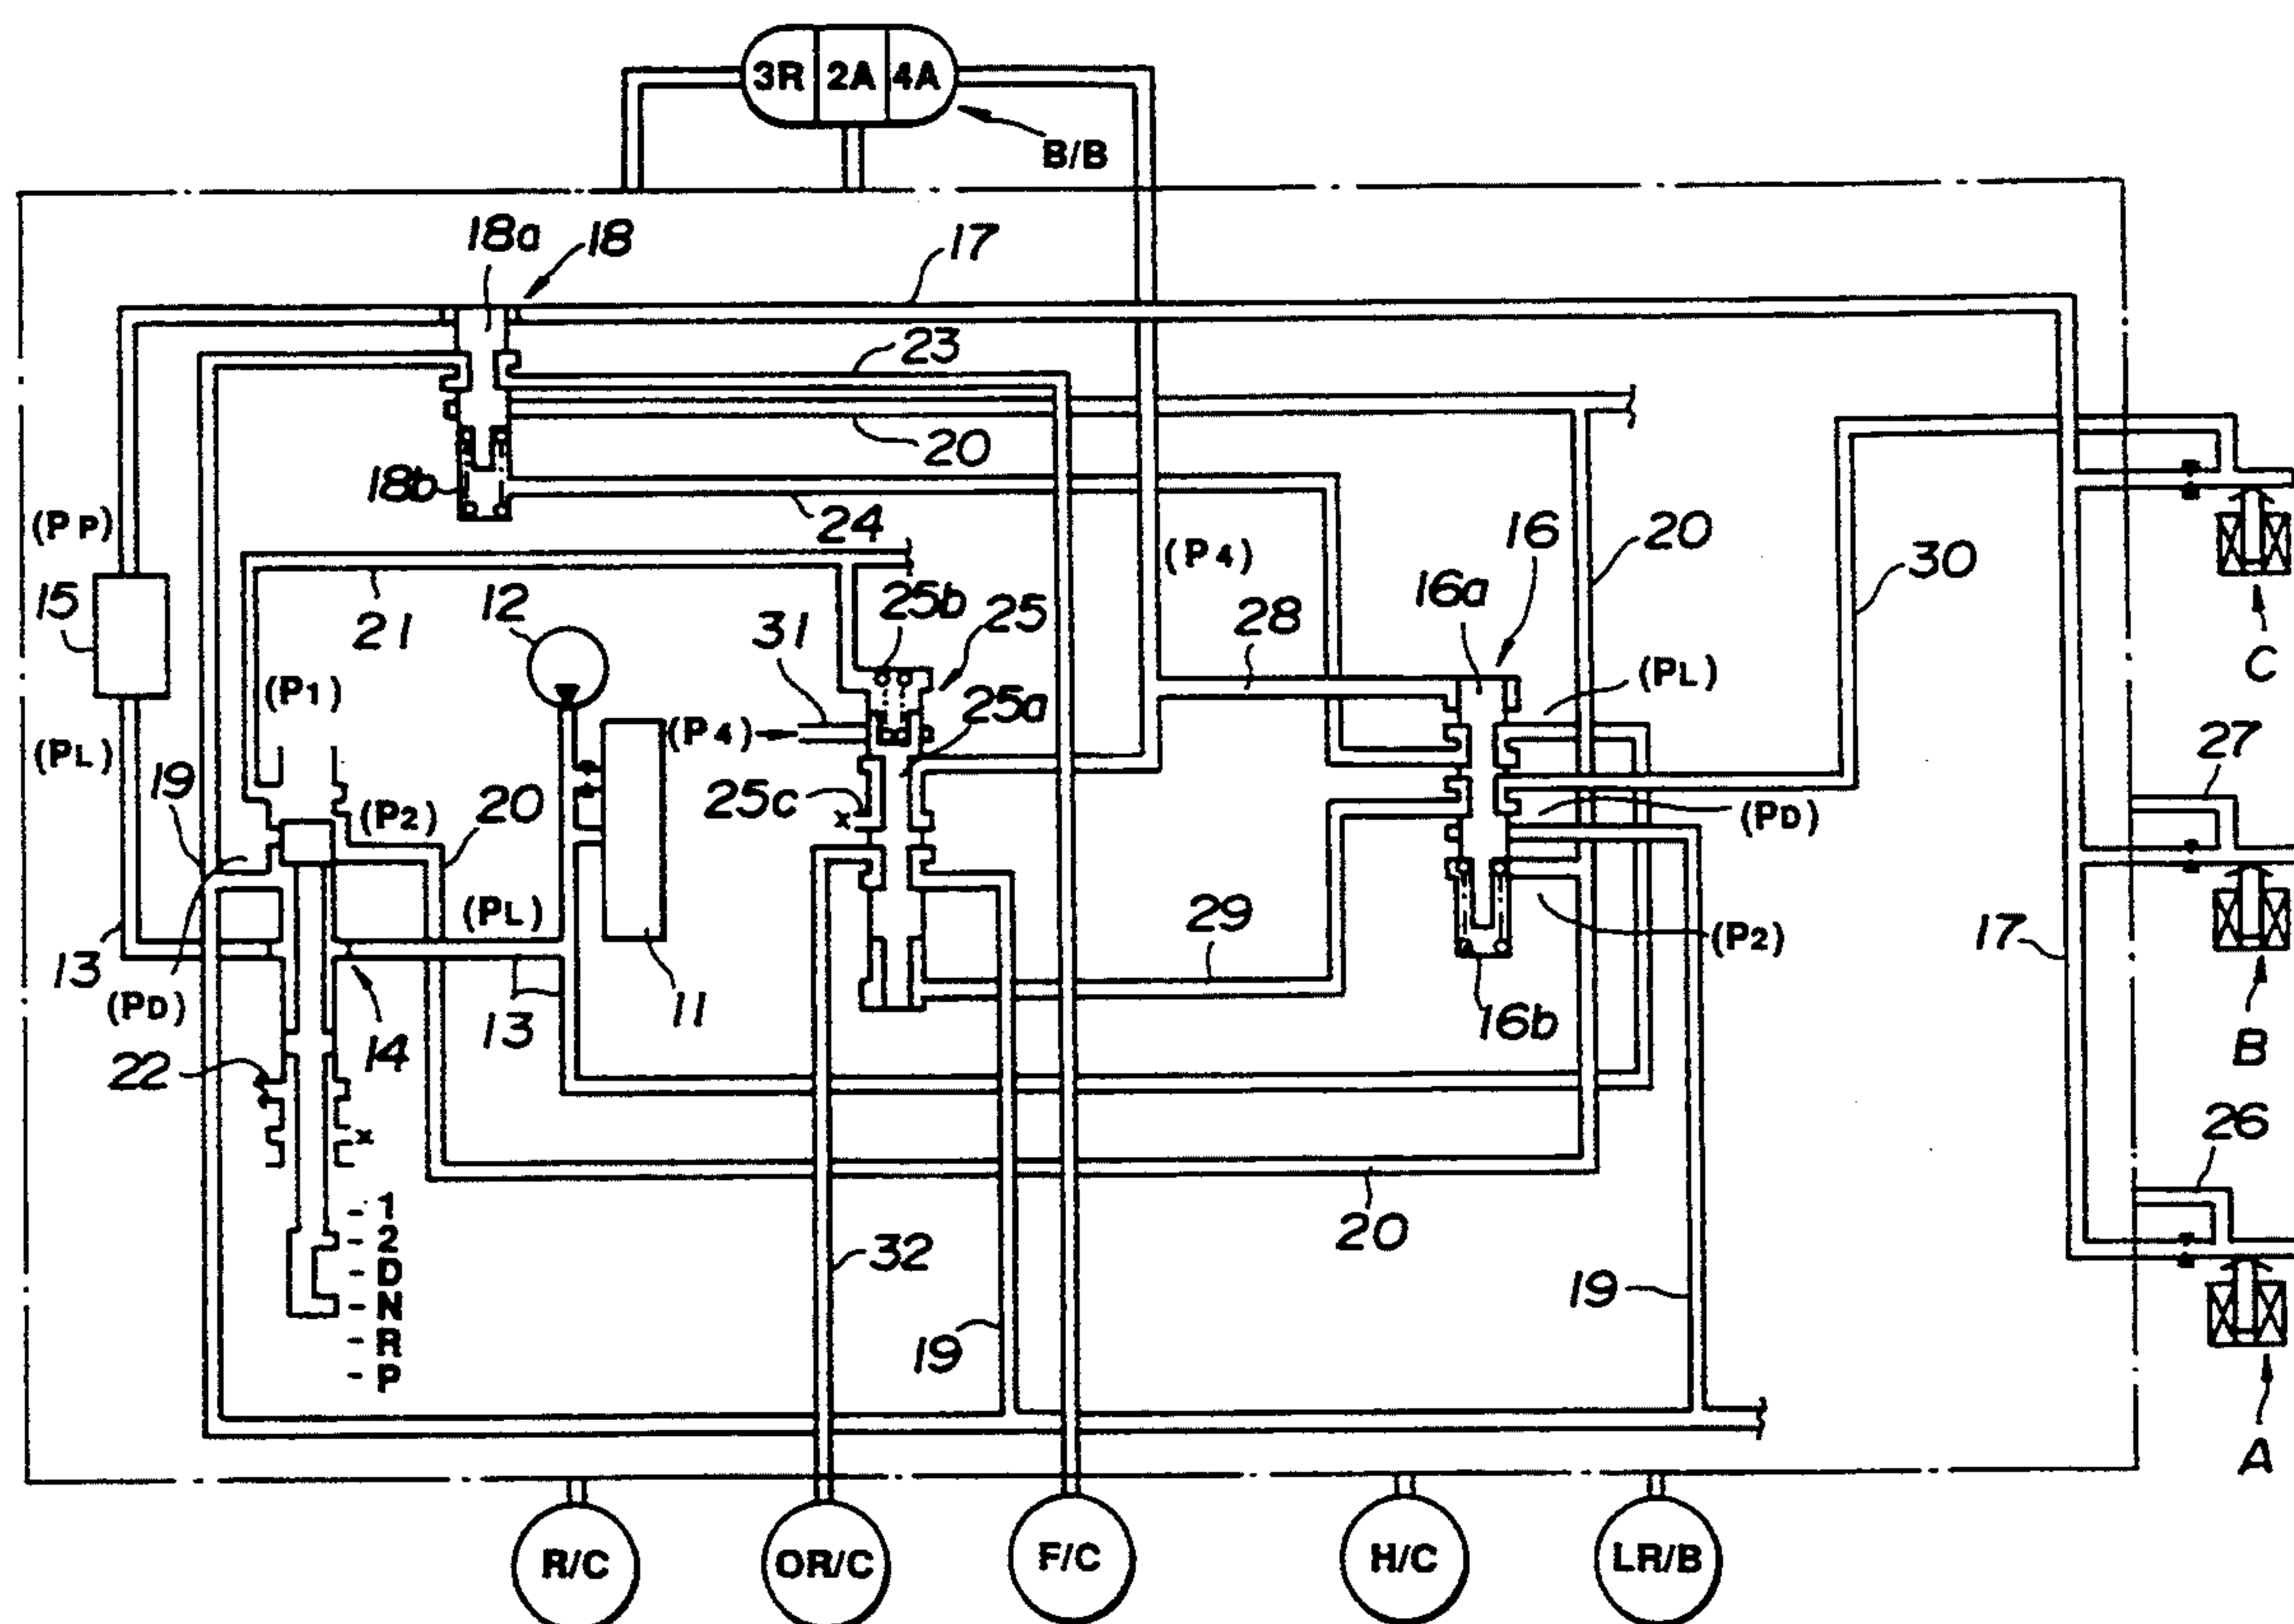 3R 2A 4A
B/B
18a 18 17
23
20
18b
24
(PP)
16 20
(P4)
30
15
12
25b 25
16a
21
31
28
C
(P1)
(PL)
25a
(P4)
(PL)
27
19
(P2) 20
25c
x
(PD)
(PL)
29
(P2)
17
13
(PD)
11
16b
14
13
B
22
x
26
1
2
D
N
R
P
20
32
19
19
A
R/C OR/C F/C H/C LR/B